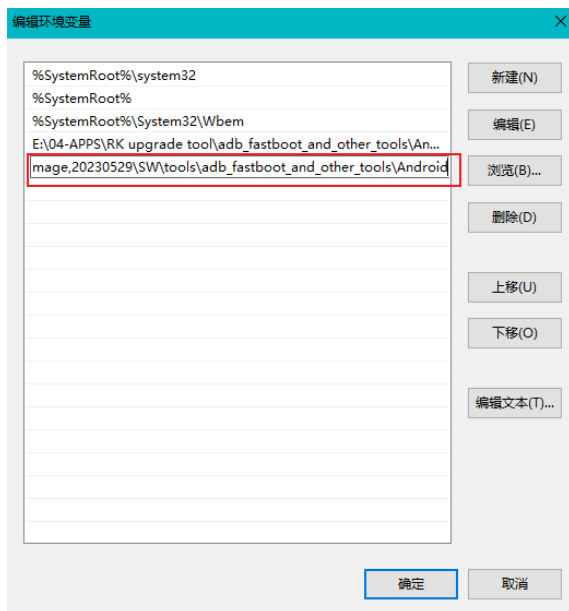 编辑环境变量
%SystemRoot%\system32
%SystemRoot%
%SystemRoot%\System32\Wbem
E:\04-APPS\RK upgrade tool\adb_fastboot_and_other_tools\An...
mage,20230529\SW\tools\adb_fastboot_and_other_tools\Android
新建(N)
编辑(E)
浏览(B)...
删除(D)
上移(U)
下移(O)
编辑文本(T)...
确定
取消